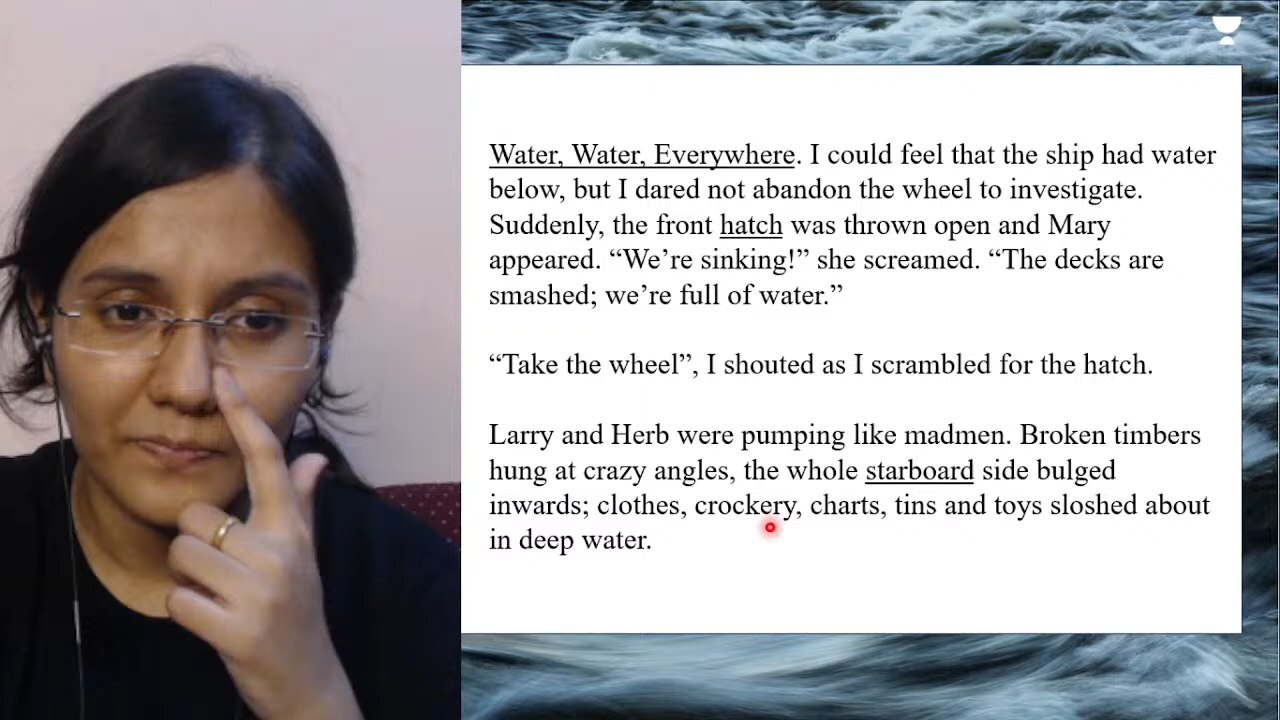 Water, Water, Everywhere. I could feel that the ship had water
below, but I dared not abandon the wheel to investigate.
Suddenly, the front hatch was thrown open and Mary
appeared. “We’re sinking!” she screamed. “The decks are
smashed; we’re full of water.”
“Take the wheel”, I shouted as I scrambled for the hatch.
Larry and Herb were pumping like madmen. Broken timbers
hung at crazy angles, the whole starboard side bulged
inwards; clothes, crockery, charts, tins and toys sloshed about
in deep water.